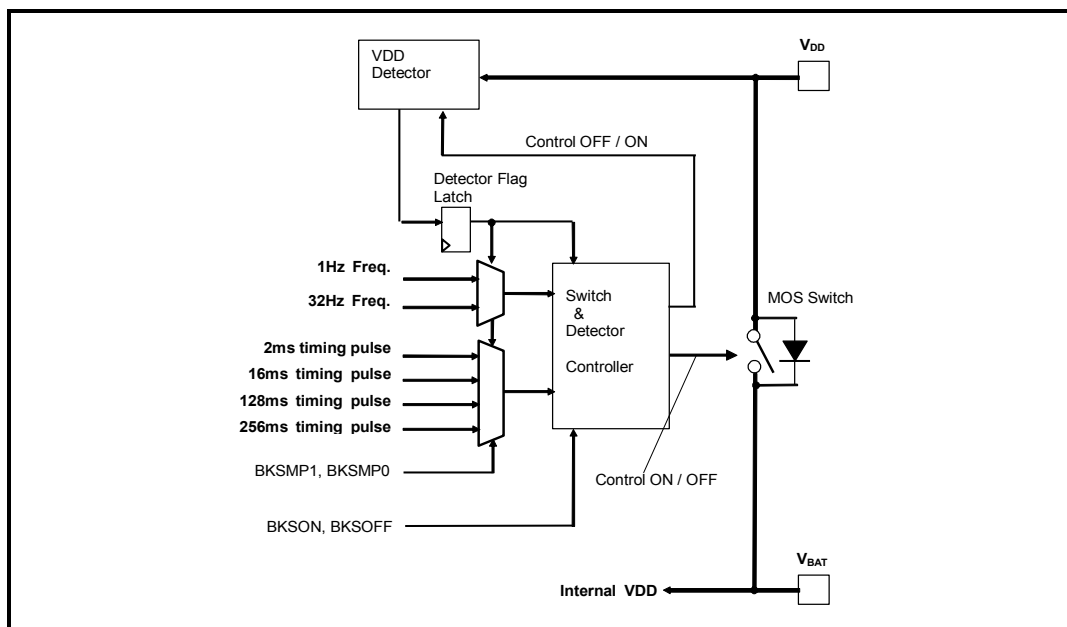 VDD
Detector
VDD
Control OFF / ON
Detector Flag
Latch
1Hz Freq.
32Hz Freq.
Switch
&
Detector
Controller
MOS Switch
2ms timing pulse
16ms timing pulse
128ms timing pulse
256ms timing pulse
BKSMP1, BKSMP0
Control ON / OFF
BKSON, BKSOFF
VBAT
Internal VDD